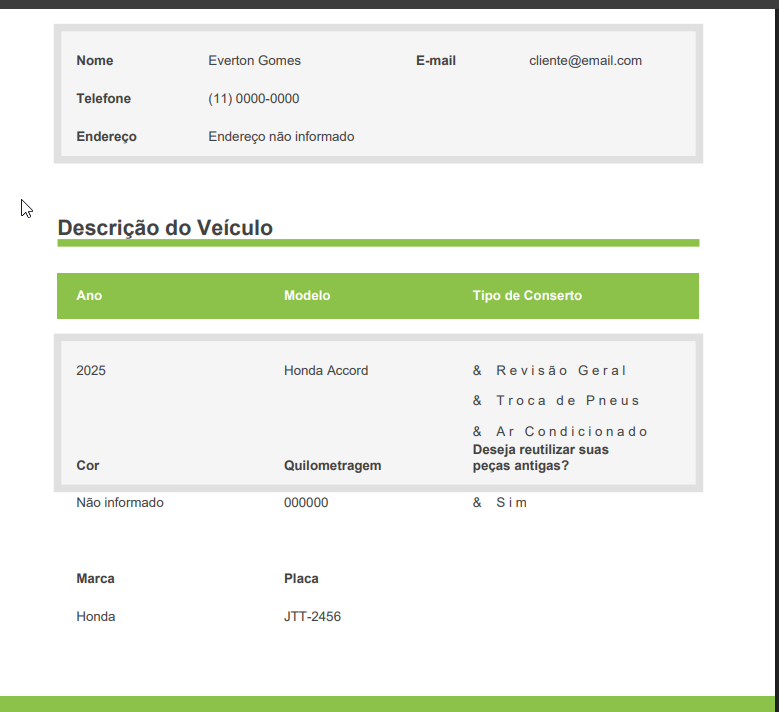 Nome Everton Gomes E-mail cliente@email.com
Telefone (11) 0000-0000
Endereço Endereço não informado
Descrição do Veículo
Ano Modelo Tipo de Conserto
2025 Honda Accord & Revisão Geral
& Troca de Pneus
& Ar Condicionado
Deseja reutilizar suas
Cor Quilometragem peças antigas?
Não informado 000000 & Sim
Marca Placa
Honda JTT-2456